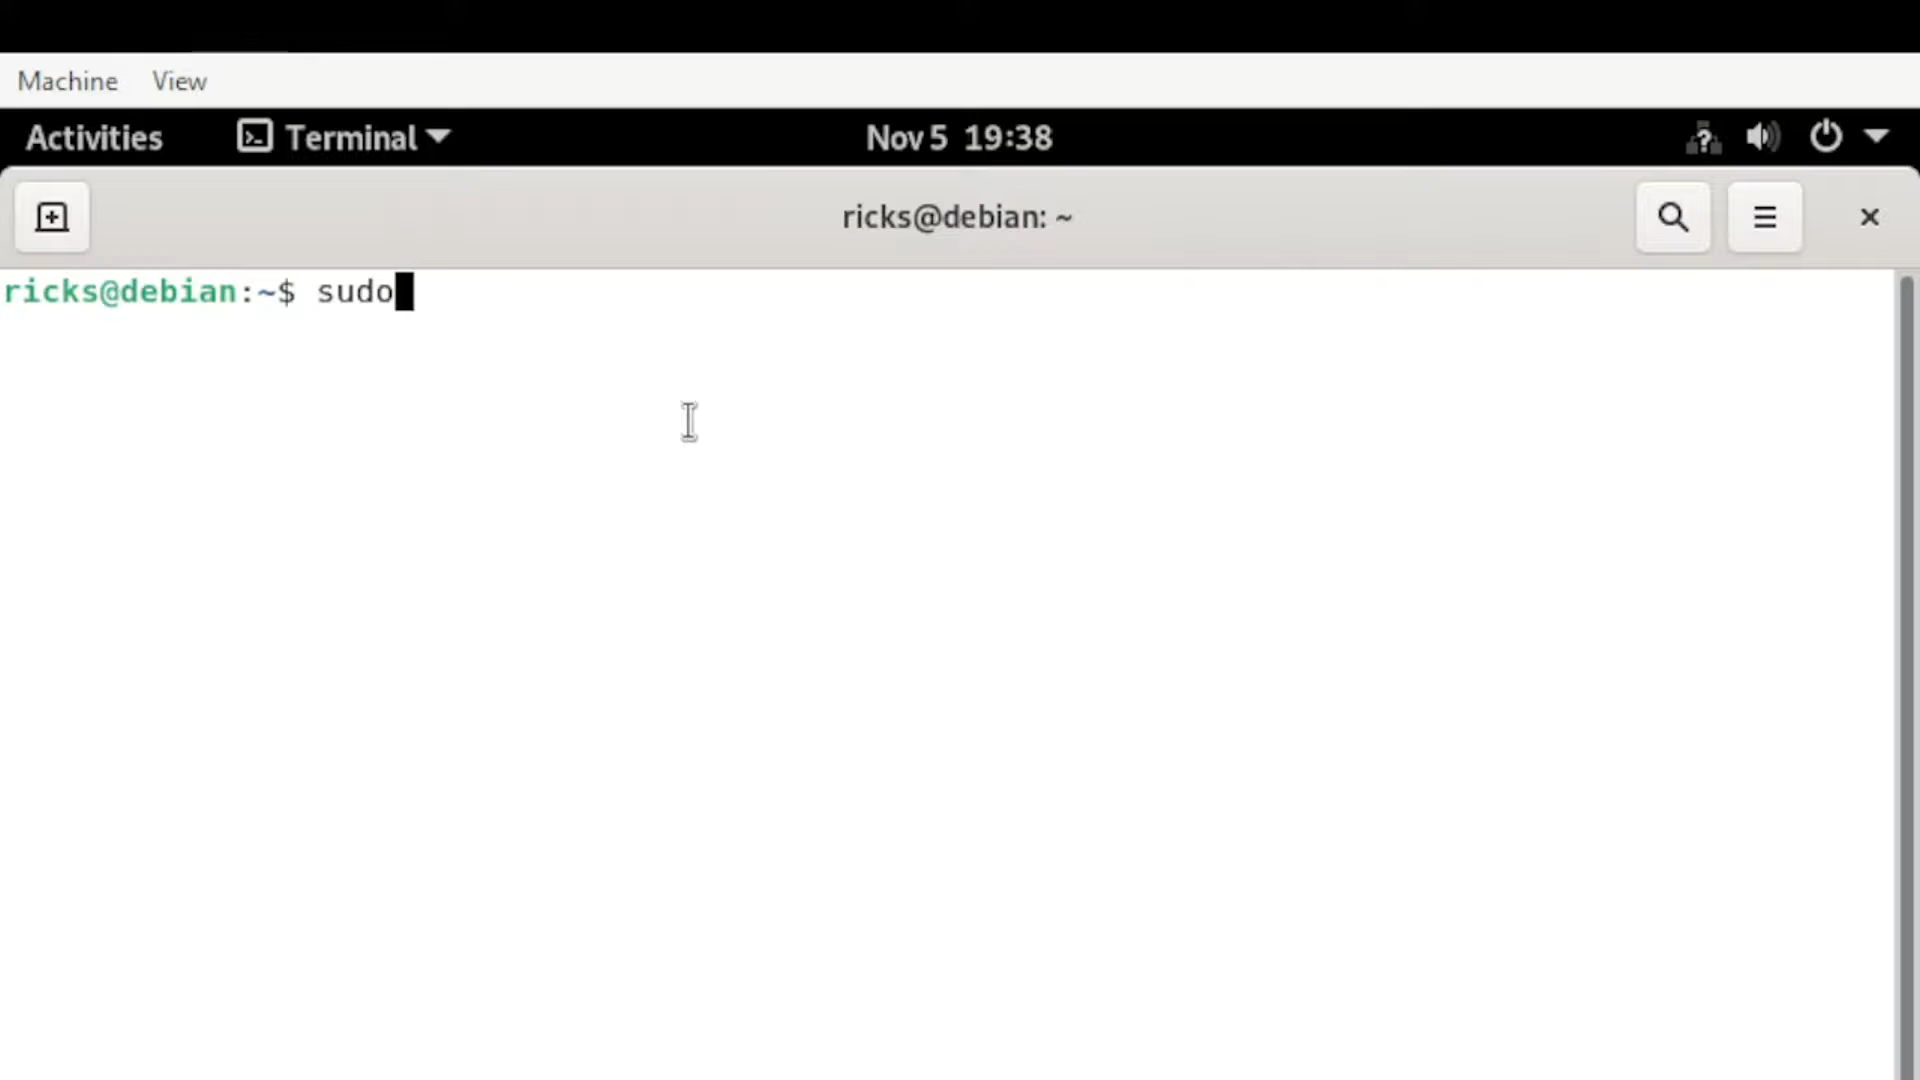 Machine View
Activities Terminal Nov 5 19:38
ricks@debian: ~
ricks@debian:~$ sudo